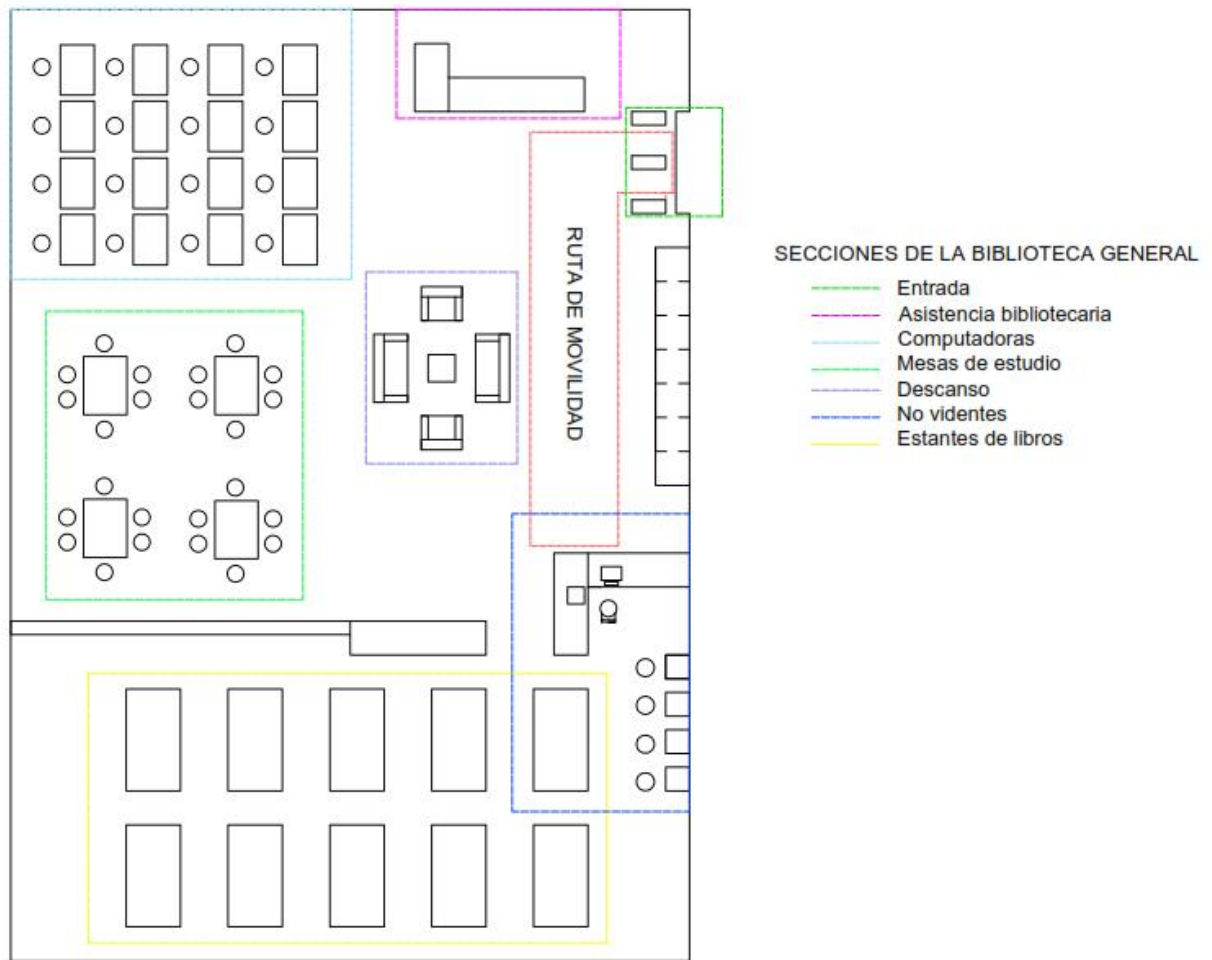 RUTA DE MOVILIDAD
SECCIONES DE LA BIBLIOTECA GENERAL
Entrada
Asistencia bibliotecaria
Computadoras
Mesas de estudio
Descanso
No videntes
Estantes de libros